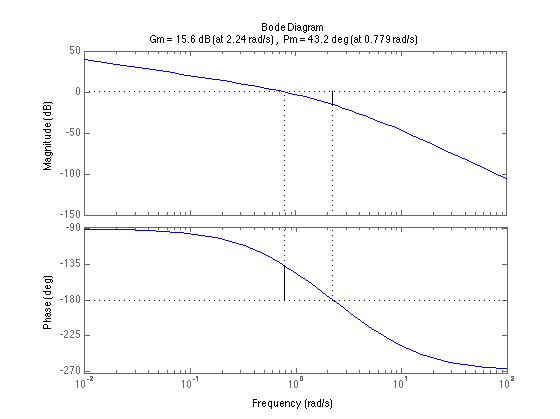 Bode Diagram
Gm = 15.6 dB (at 2.24 rad/s) , Pm = 43.2 deg (at 0.779 rad/s)
50
0
-50
-100
-150
Magnitude (dB)
-90
-135
-180
-225
-270
Phase (deg)
10^-2 10^-1 10^0 10^1 10^2
Frequency (rad/s)